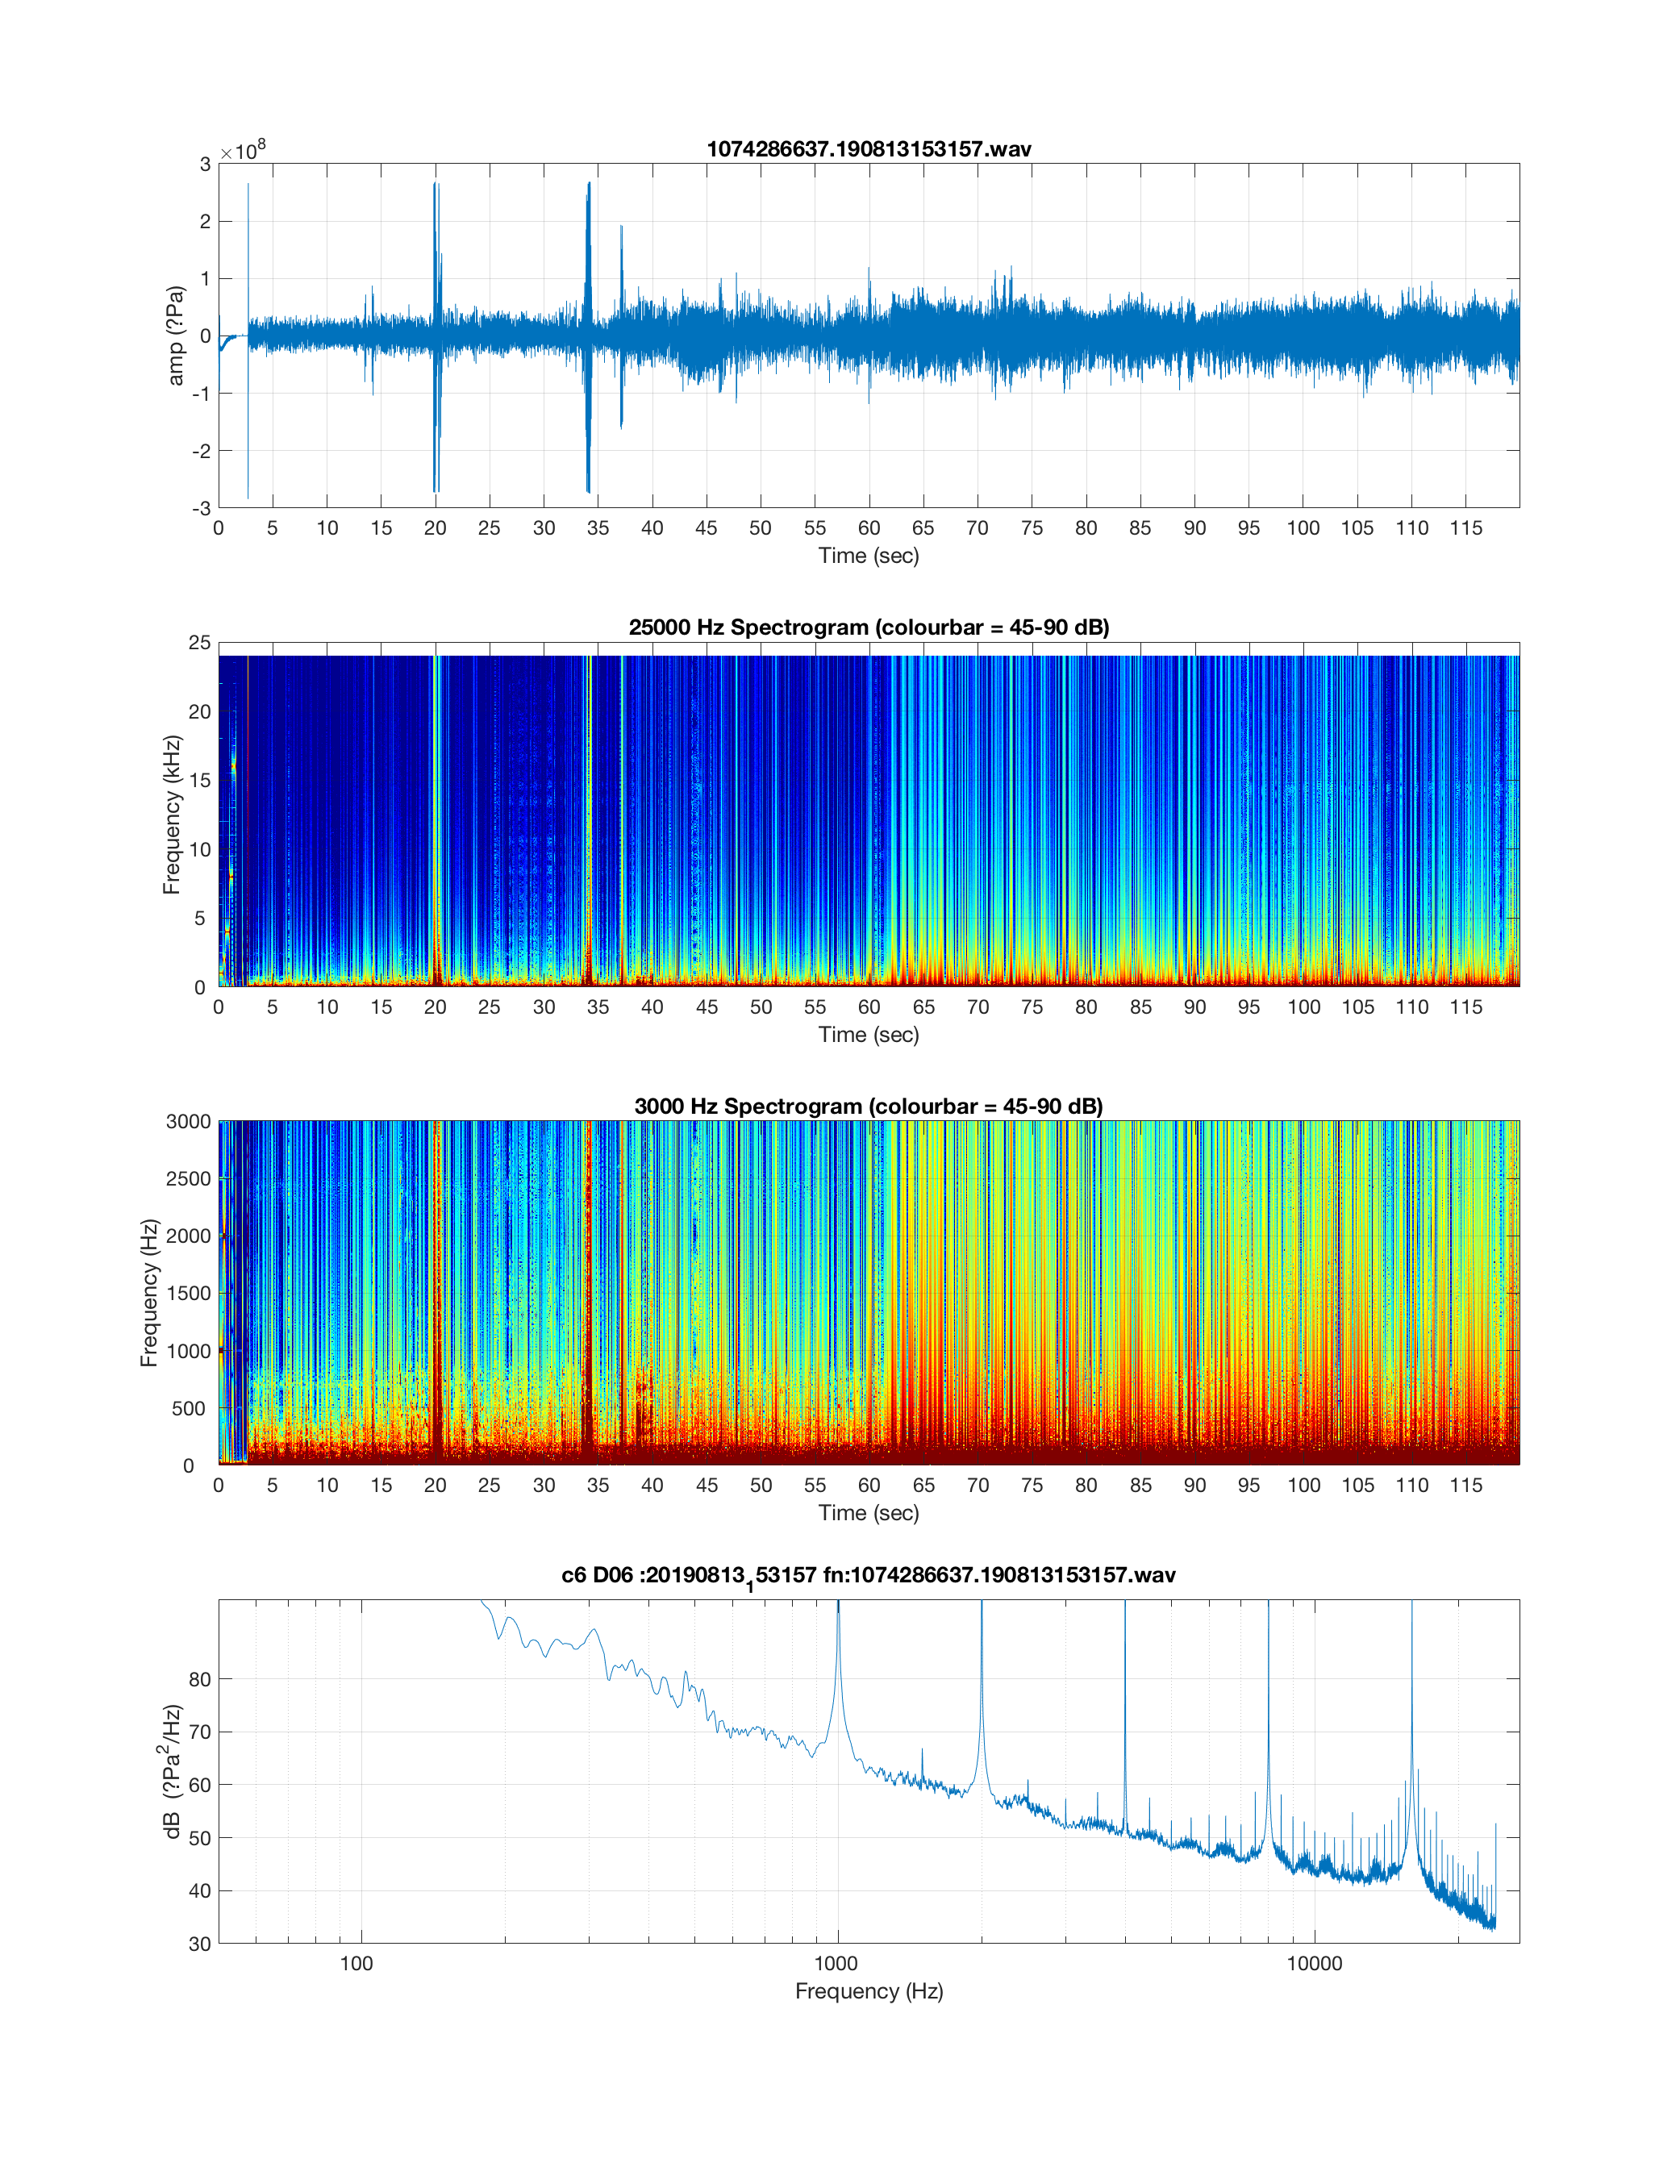 1074286637.190813153157.wav
×10^8
3
2
1
0
-1
-2
-3
amp (?Pa)
0 5 10 15 20 25 30 35 40 45 50 55 60 65 70 75 80 85 90 95 100 105 110 115
Time (sec)
25000 Hz Spectrogram (colourbar = 45-90 dB)
25
20
15
10
5
0
Frequency (kHz)
0 5 10 15 20 25 30 35 40 45 50 55 60 65 70 75 80 85 90 95 100 105 110 115
Time (sec)
3000 Hz Spectrogram (colourbar = 45-90 dB)
3000
2500
2000
1500
1000
500
0
Frequency (Hz)
0 5 10 15 20 25 30 35 40 45 50 55 60 65 70 75 80 85 90 95 100 105 110 115
Time (sec)
c6 D06 :20190813_153157 fn:1074286637.190813153157.wav
80
70
60
50
40
30
dB (?Pa^2/Hz)
100 1000 10000
Frequency (Hz)